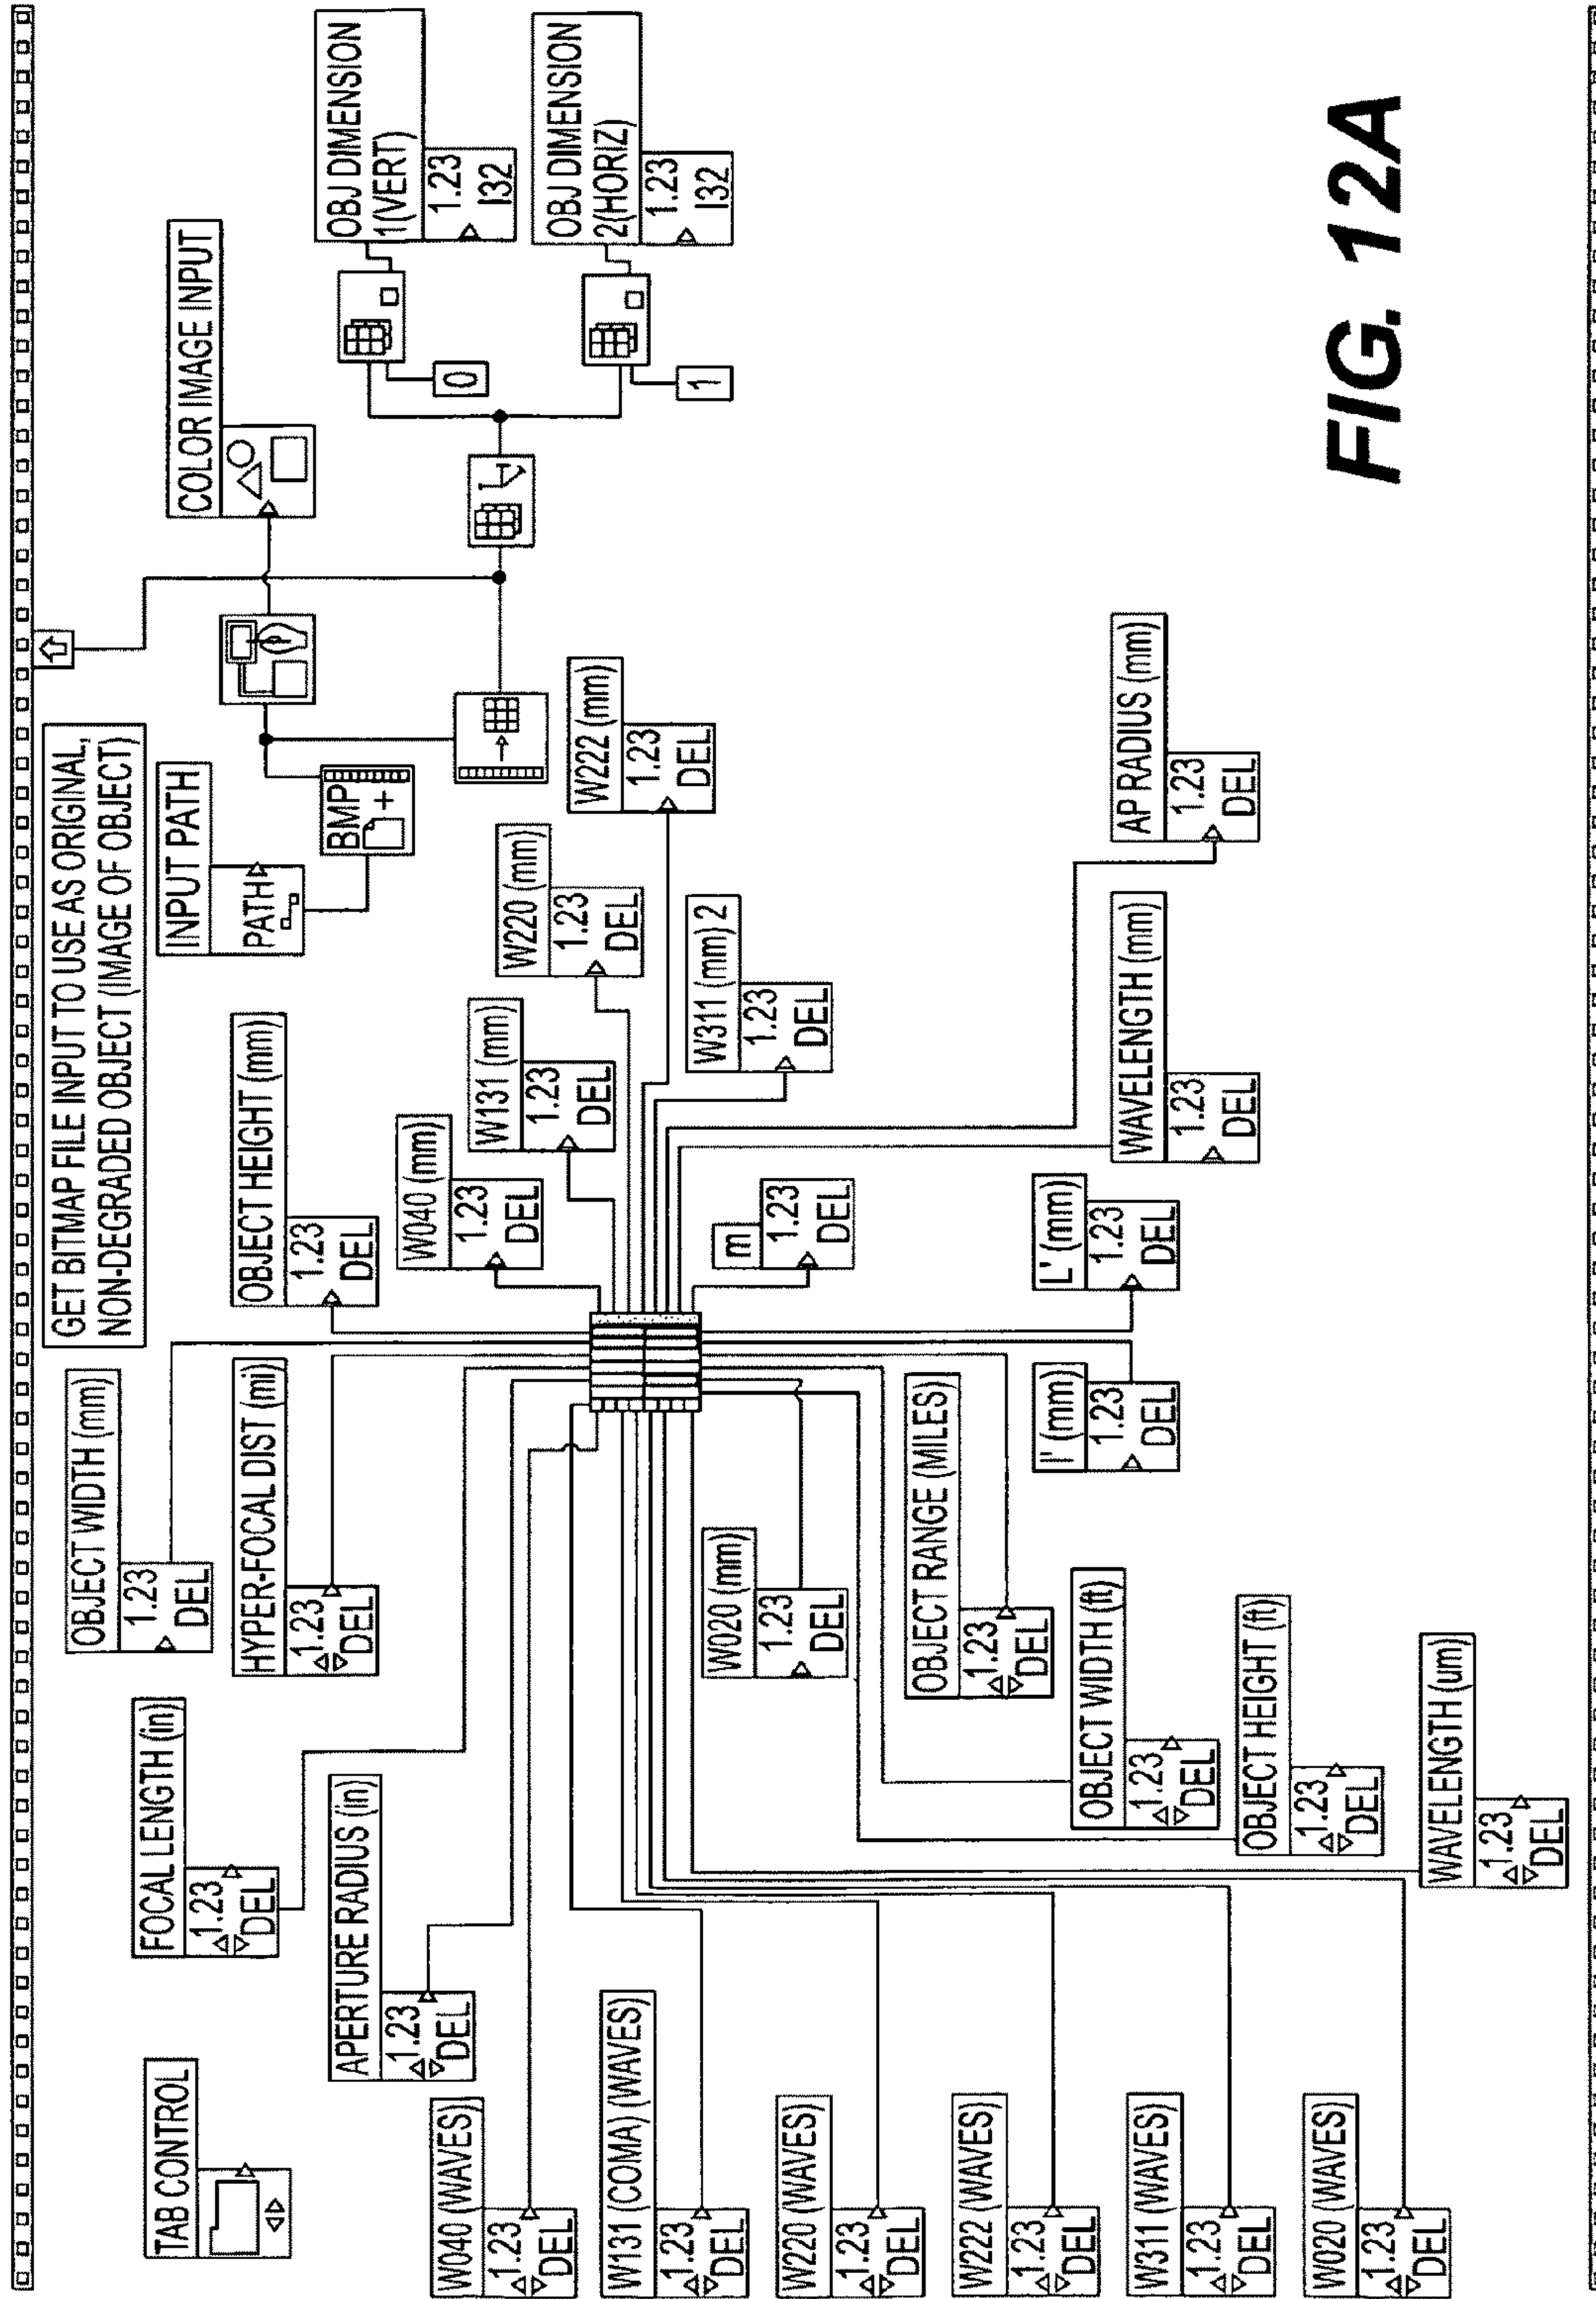 GET BITMAP FILE INPUT TO USE AS ORIGINAL,
NON-DEGRADED OBJECT (IMAGE OF OBJECT)
TAB CONTROL
FOCAL LENGTH (in)
1.23
DEL
OBJECT WIDTH (mm)
1.23
DEL
INPUT PATH
PATH
COLOR IMAGE INPUT
APERTURE RADIUS (in)
1.23
DEL
HYPER-FOCAL DIST (mi)
1.23
DEL
OBJECT HEIGHT (mm)
1.23
DEL
BMP
OBJ DIMENSION
1(VERT)
1.23
I32
0
W040 (WAVES)
1.23
DEL
W040 (mm)
1.23
DEL
W131 (mm)
1.23
DEL
W220 (mm)
1.23
DEL
W222 (mm)
1.23
DEL
OBJ DIMENSION
2(HORIZ)
1.23
I32
1
W131 (COMA) (WAVES)
1.23
DEL
W020 (mm)
1.23
DEL
m
1.23
DEL
W311 (mm) 2
1.23
DEL
W220 (WAVES)
1.23
DEL
OBJECT RANGE (MILES)
1.23
DEL
W222 (WAVES)
1.23
DEL
OBJECT WIDTH (ft)
1.23
DEL
I' (mm)
1.23
DEL
L' (mm)
1.23
DEL
WAVELENGTH (mm)
1.23
DEL
AP RADIUS (mm)
1.23
DEL
W311 (WAVES)
1.23
DEL
OBJECT HEIGHT (ft)
1.23
DEL
W020 (WAVES)
1.23
DEL
WAVELENGTH (um)
1.23
DEL
FIG. 12A